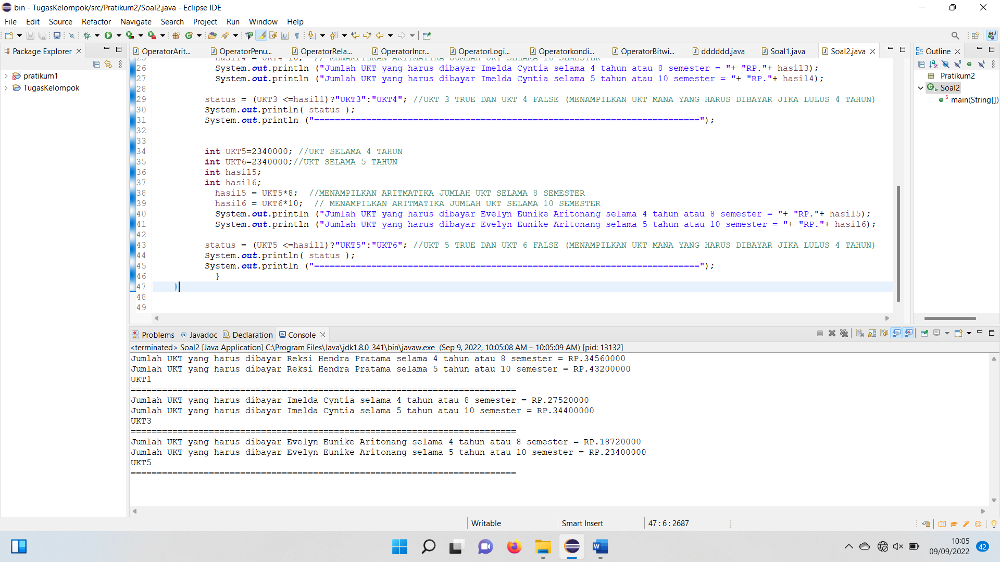 bin - TugasKelompok/src/Pratikum2/Soal2.java - Eclipse IDE
File Edit Source Refactor Navigate Search Project Run Window Help
Package Explorer
pratikum1
TugasKelompok
OperatorArit... OperatorPenu... OperatorRela... OperatorIncr... OperatorLogi... Operatorkondi... OperatorBitwi... dddddd.java Soal1.java Soal2.java
25 hasil4 = UKT4*10; // MENAMPILKAN ARITMATIKA JUMLAH UKT SELAMA 10 SEMESTER
26 System.out.println ("Jumlah UKT yang harus dibayar Imelda Cyntia selama 4 tahun atau 8 semester = "+ "RP."+ hasil3);
27 System.out.println ("Jumlah UKT yang harus dibayar Imelda Cyntia selama 5 tahun atau 10 semester = "+ "RP."+ hasil4);
28
29 status = (UKT3 <=hasil1)?"UKT3":"UKT4"; //UKT 3 TRUE DAN UKT 4 FALSE (MENAMPILKAN UKT MANA YANG HARUS DIBAYAR JIKA LULUS 4 TAHUN)
30 System.out.println( status );
31 System.out.println ("==========================================================================");
32
33
34 int UKT5=2340000; //UKT SELAMA 4 TAHUN
35 int UKT6=2340000;//UKT SELAMA 5 TAHUN
36 int hasil5;
37 int hasil6;
38 hasil5 = UKT5*8; //MENAMPILKAN ARITMATIKA JUMLAH UKT SELAMA 8 SEMESTER
39 hasil6 = UKT6*10; // MENAMPILKAN ARITMATIKA JUMLAH UKT SELAMA 10 SEMESTER
40 System.out.println ("Jumlah UKT yang harus dibayar Evelyn Eunike Aritonang selama 4 tahun atau 8 semester = "+ "RP."+ hasil5);
41 System.out.println ("Jumlah UKT yang harus dibayar Evelyn Eunike Aritonang selama 5 tahun atau 10 semester = "+ "RP."+ hasil6);
42
43 status = (UKT5 <=hasil1)?"UKT5":"UKT6"; //UKT 5 TRUE DAN UKT 6 FALSE (MENAMPILKAN UKT MANA YANG HARUS DIBAYAR JIKA LULUS 4 TAHUN)
44 System.out.println( status );
45 System.out.println ("==========================================================================");
46 }
47 }
48
49
Outline
Pratikum2
Soal2
main(String[])
Problems Javadoc Declaration Console
<terminated> Soal2 [Java Application] C:\Program Files\Java\jdk1.8.0_341\bin\javaw.exe (Sep 9, 2022, 10:05:08 AM – 10:05:09 AM) [pid: 13132]
Jumlah UKT yang harus dibayar Reksi Hendra Pratama selama 4 tahun atau 8 semester = RP.34560000
Jumlah UKT yang harus dibayar Reksi Hendra Pratama selama 5 tahun atau 10 semester = RP.43200000
UKT1
==========================================================================
Jumlah UKT yang harus dibayar Imelda Cyntia selama 4 tahun atau 8 semester = RP.27520000
Jumlah UKT yang harus dibayar Imelda Cyntia selama 5 tahun atau 10 semester = RP.34400000
UKT3
==========================================================================
Jumlah UKT yang harus dibayar Evelyn Eunike Aritonang selama 4 tahun atau 8 semester = RP.18720000
Jumlah UKT yang harus dibayar Evelyn Eunike Aritonang selama 5 tahun atau 10 semester = RP.23400000
UKT5
==========================================================================
Writable Smart Insert 47 : 6 : 2687
10:05
09/09/2022
42